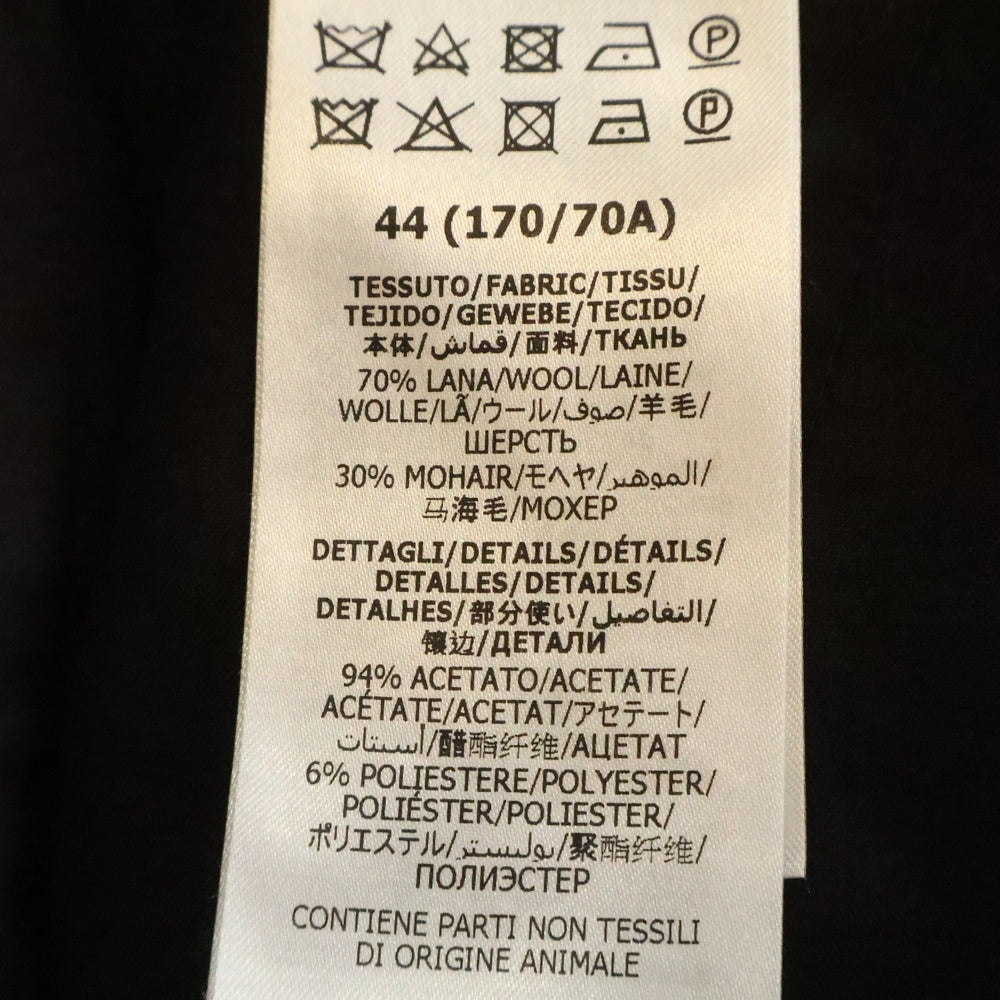 P
P
44 (170/70A)
TESSUTO/FABRIC/TISSU/
TEJIDO/GEWEBE/TECIDO/
本体/قماش/面料/ТКАНЬ
70% LANA/WOOL/LAINE/
WOLLE/LÃ/ウール/صوف/羊毛/
ШЕРСТЬ
30% MOHAIR/モヘヤ/الموهير/
马海毛/МОХЕР
DETTAGLI/DETAILS/DÉTAILS/
DETALLES/DETAILS/
DETALHES/部分使い/التفاصيل/
镶边/ДЕТАЛИ
94% ACETATO/ACETATE/
ACÉTATE/ACETAT/アセテート/
أستات/醋酯纤维/АЦЕТАТ
6% POLIESTERE/POLYESTER/
POLIÉSTER/POLIESTER/
ポリエステル/بوليستر/聚酯纤维/
ПОЛИЭСТЕР
CONTIENE PARTI NON TESSILI
DI ORIGINE ANIMALE